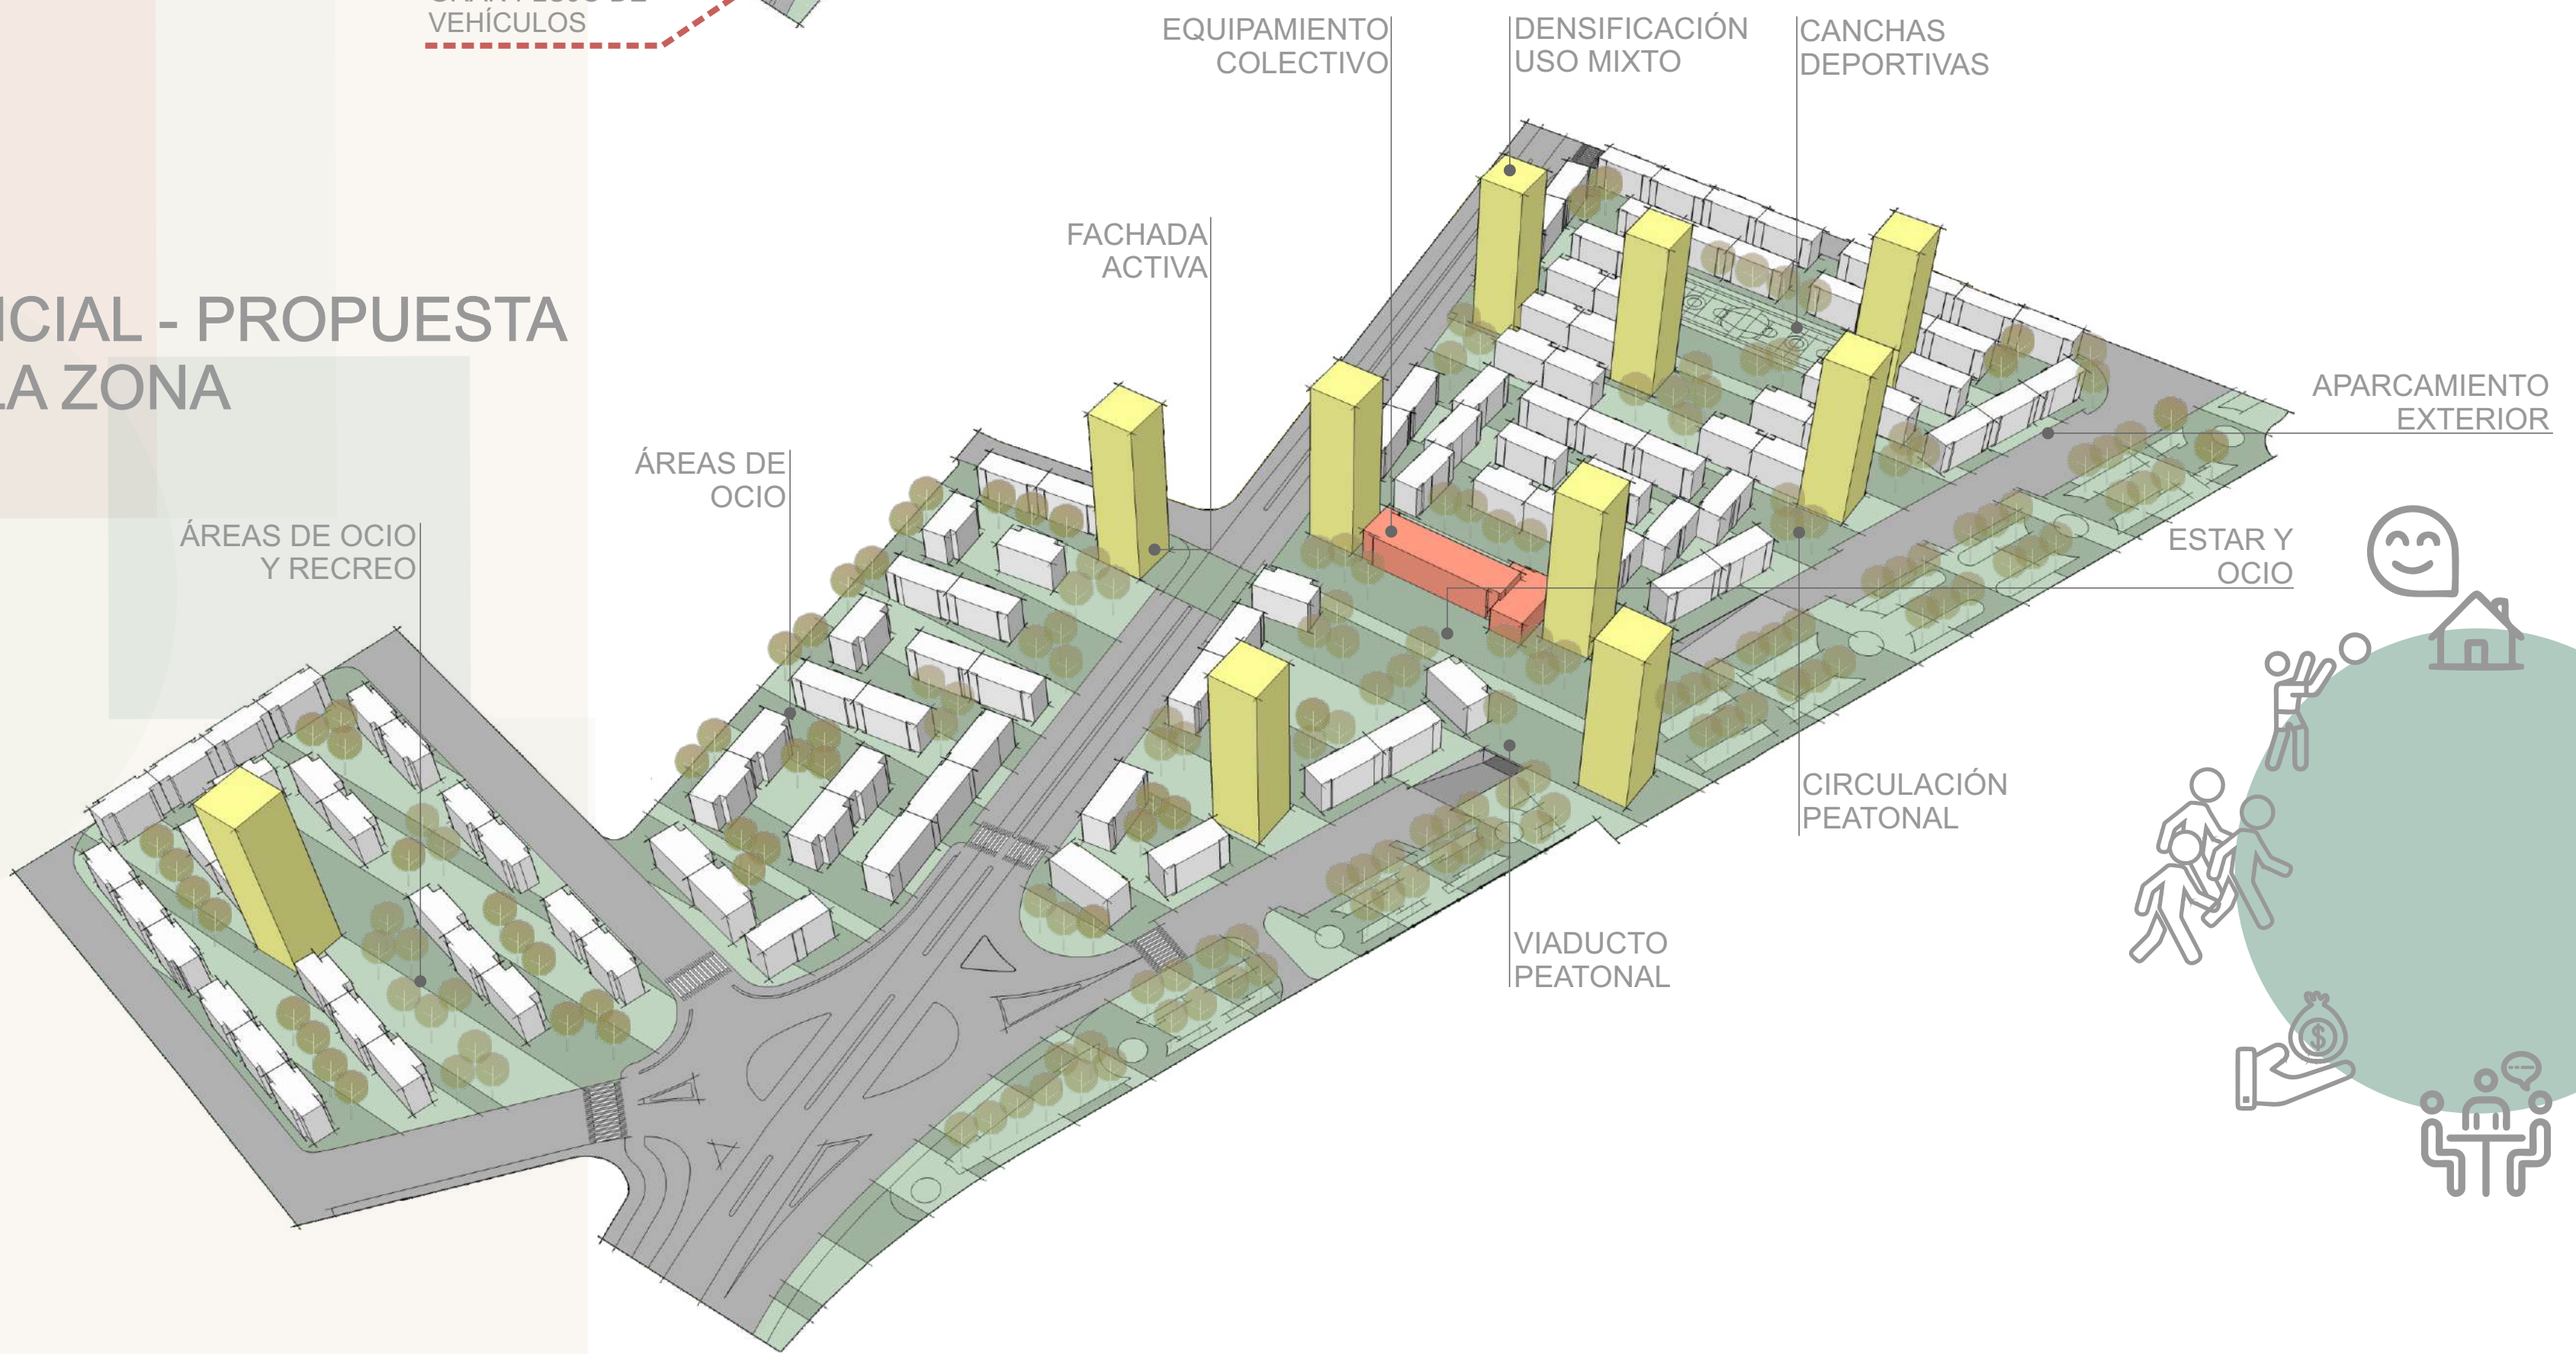 VEHÍCULOS
EQUIPAMIENTO
COLECTIVO
DENSIFICACIÓN
USO MIXTO
CANCHAS
DEPORTIVAS
FACHADA
ACTIVA
- PROPUESTA
LA ZONA
APARCAMIENTO
EXTERIOR
ÁREAS DE
OCIO
ÁREAS DE OCIO
Y RECREO
ESTAR Y
OCIO
CIRCULACIÓN
PEATONAL
VIADUCTO
PEATONAL
$